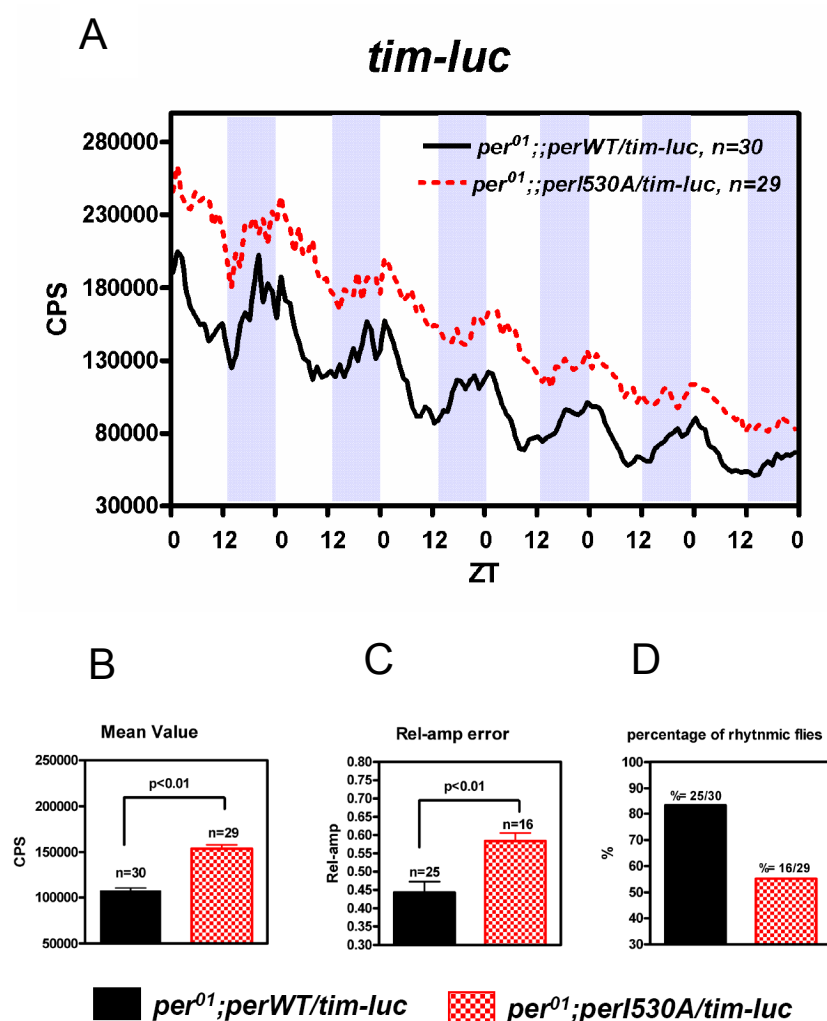 A
tim-luc
280000
230000
180000
130000
80000
30000
CPS
per01;;perWT/tim-luc, n=30
per01;;perI530A/tim-luc, n=29
0 12 0 12 0 12 0 12 0 12 0 12 0
ZT
B
C
D
Mean Value
250000
200000
150000
100000
50000
CPS
p<0.01
n=30
n=29
Rel-amp error
0.80
0.75
0.70
0.65
0.60
0.55
0.50
0.45
0.40
0.35
0.30
Rel-amp
p<0.01
n=25
n=16
percentage of rhytnmic flies
100
90
80
70
60
50
40
30
%
%= 25/30
%= 16/29
per01;perWT/tim-luc
per01;perI530A/tim-luc